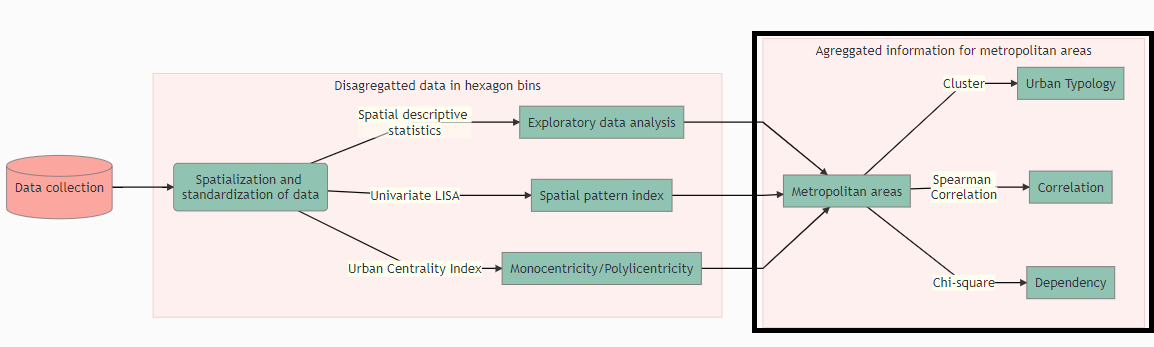 Agreggated information for metropolitan areas
Disagregatted data in hexagon bins
Data collection
Spatialization and
standardization of data
Spatial descriptive
statistics
Univariate LISA
Urban Centrality Index
Exploratory data analysis
Spatial pattern index
Monocentricity/Polylicentricity
Metropolitan areas
Cluster
Spearman
Correlation
Chi-square
Urban Typology
Correlation
Dependency